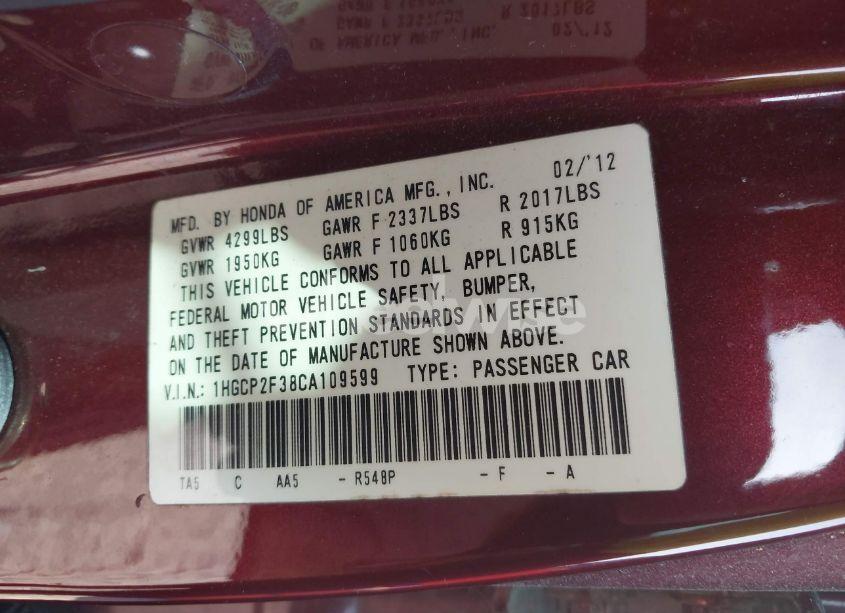 MFD. BY HONDA OF AMERICA MFG., INC. 02/'12
GVWR 4299LBS GAWR F 2337LBS R 2017LBS
GVWR 1950KG GAWR F 1060KG R 915KG
THIS VEHICLE CONFORMS TO ALL APPLICABLE
FEDERAL MOTOR VEHICLE SAFETY, BUMPER,
AND THEFT PREVENTION STANDARDS IN EFFECT
ON THE DATE OF MANUFACTURE SHOWN ABOVE.
V.I.N.: 1HGCP2F38CA109599 TYPE: PASSENGER CAR
TA5 C AA5 - R548P - F - A